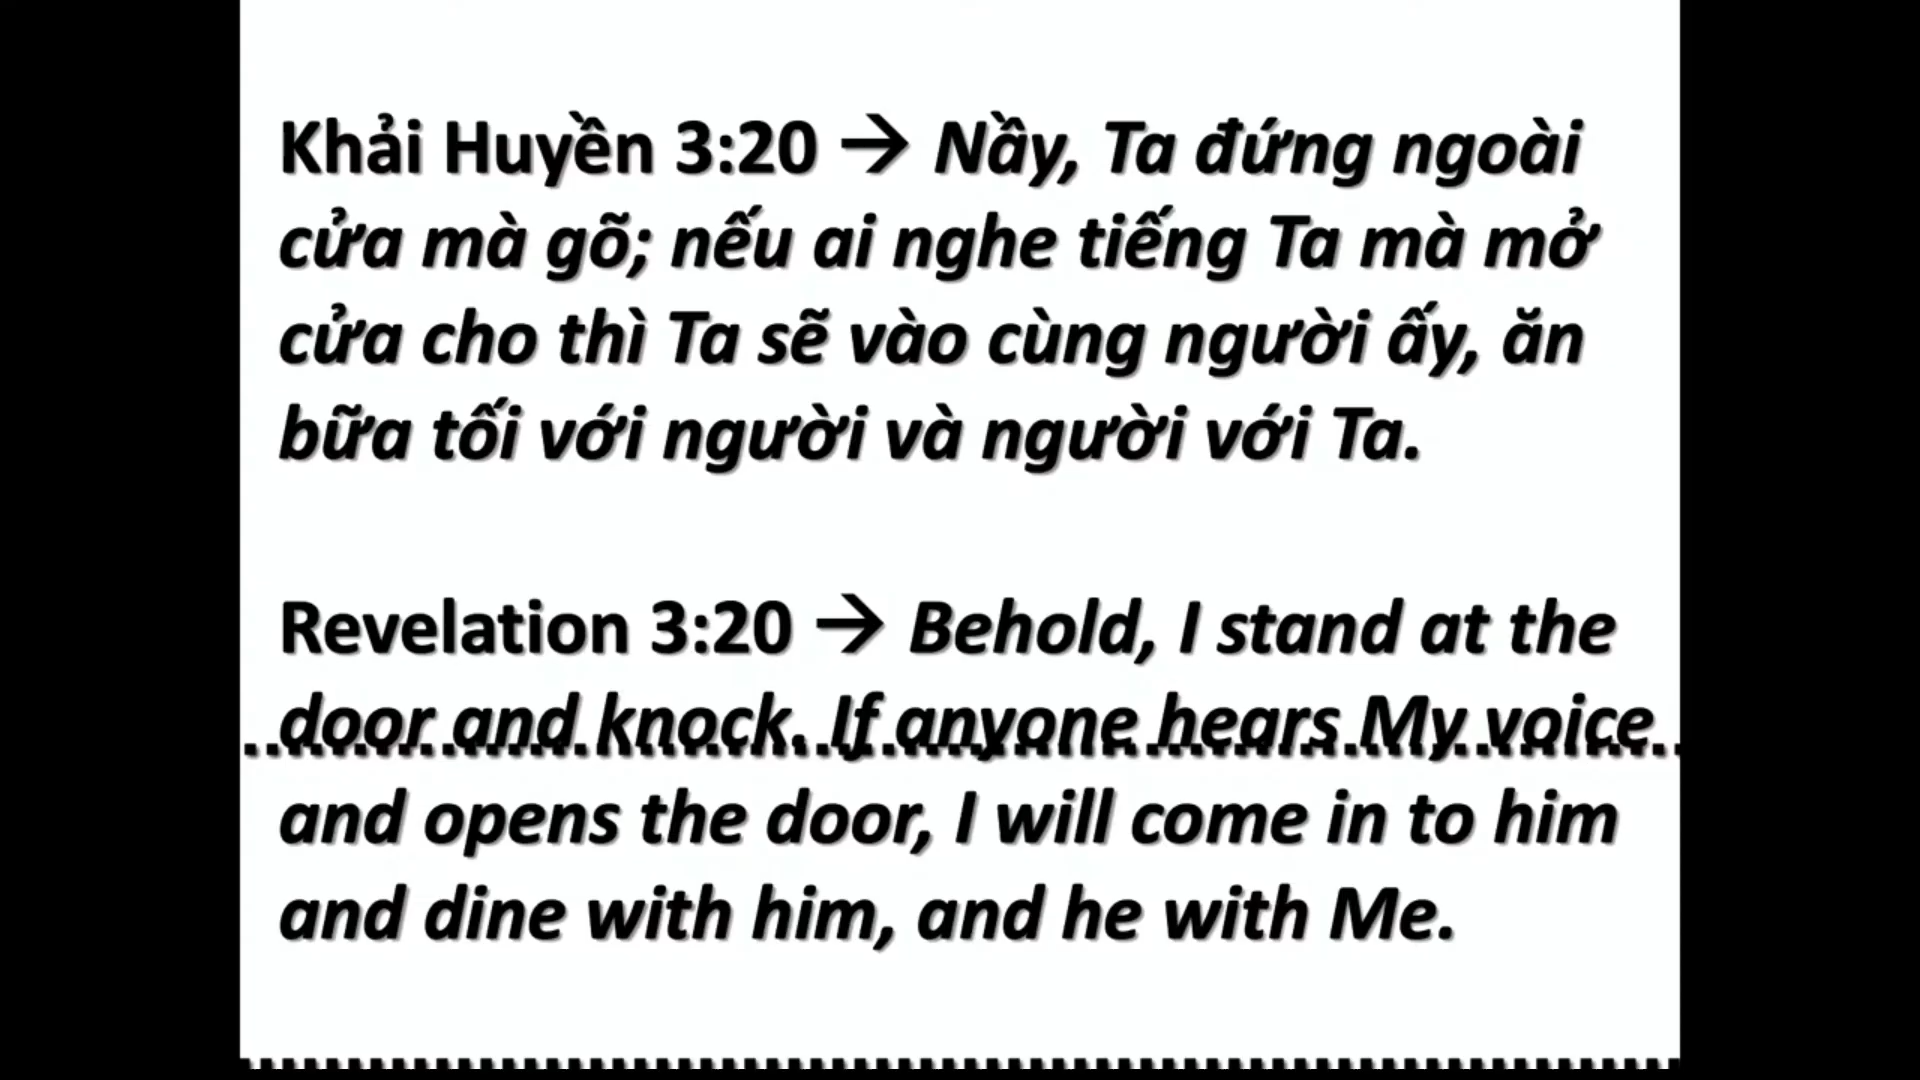 Khải Huyền 3:20 → Nầy, Ta đứng ngoài
cửa mà gõ; nếu ai nghe tiếng Ta mà mở
cửa cho thì Ta sẽ vào cùng người ấy, ăn
bữa tối với người và người với Ta.
Revelation 3:20 → Behold, I stand at the
door and knock. If anyone hears My voice
and opens the door, I will come in to him
and dine with him, and he with Me.